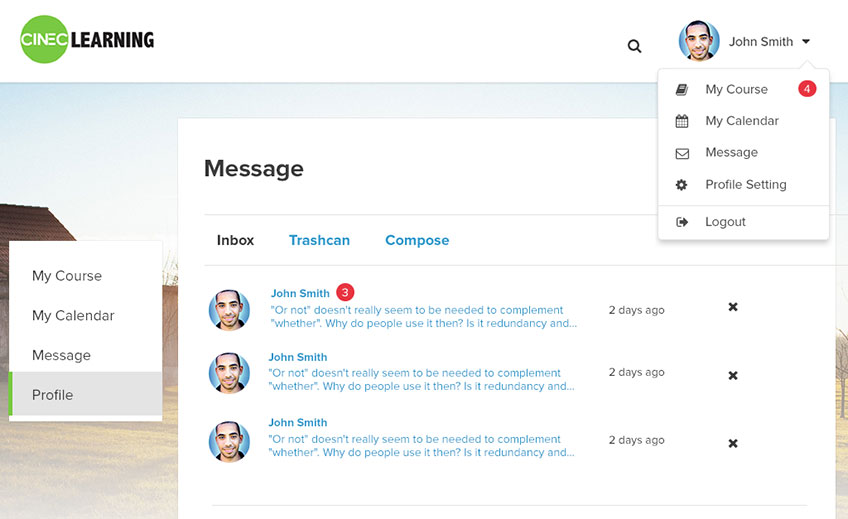 CINEC LEARNING
John Smith
My Course 4
My Calendar
Message
Profile Setting
Logout
Message
Inbox Trashcan Compose
My Course
My Calendar
Message
Profile
John Smith 3
"Or not" doesn't really seem to be needed to complement
"whether". Why do people use it then? Is it redundancy and...
2 days ago
John Smith
"Or not" doesn't really seem to be needed to complement
"whether". Why do people use it then? Is it redundancy and...
2 days ago
John Smith
"Or not" doesn't really seem to be needed to complement
"whether". Why do people use it then? Is it redundancy and...
2 days ago